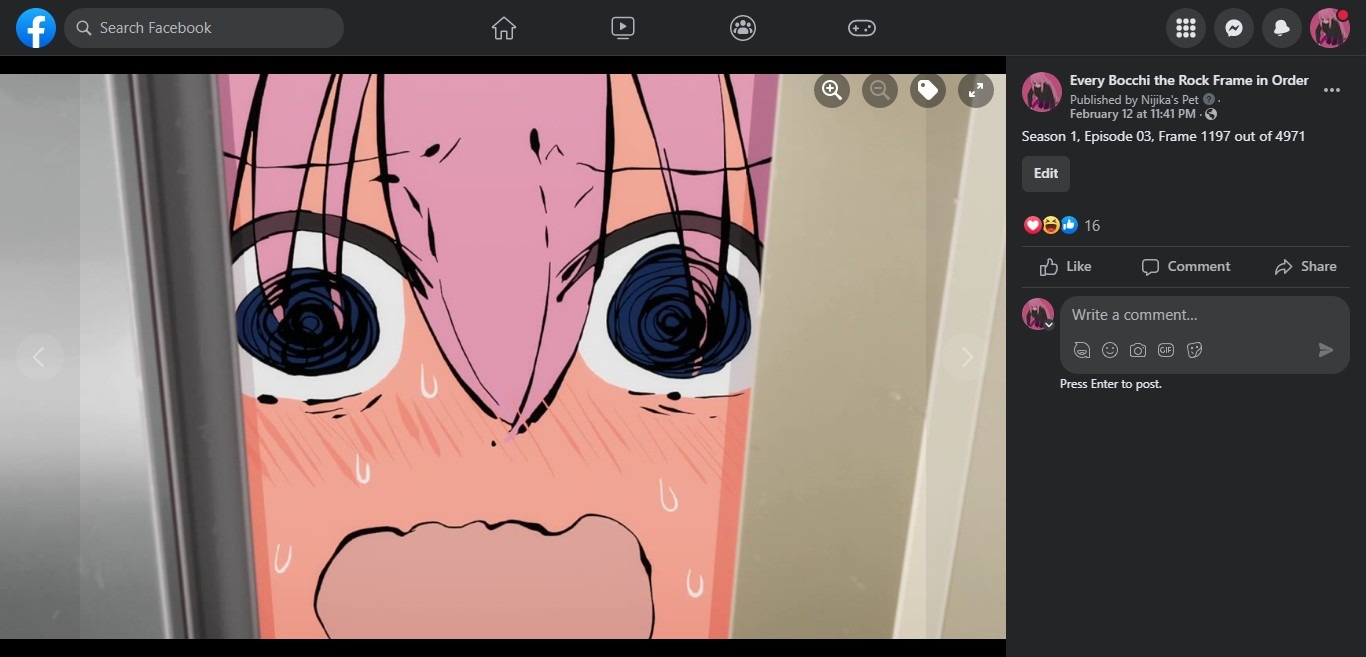 Search Facebook
Every Bocchi the Rock Frame in Order
Published by Nijika's Pet ·
February 12 at 11:41 PM ·
Season 1, Episode 03, Frame 1197 out of 4971
Edit
16
Like
Comment
Share
Write a comment...
GIF
Press Enter to post.